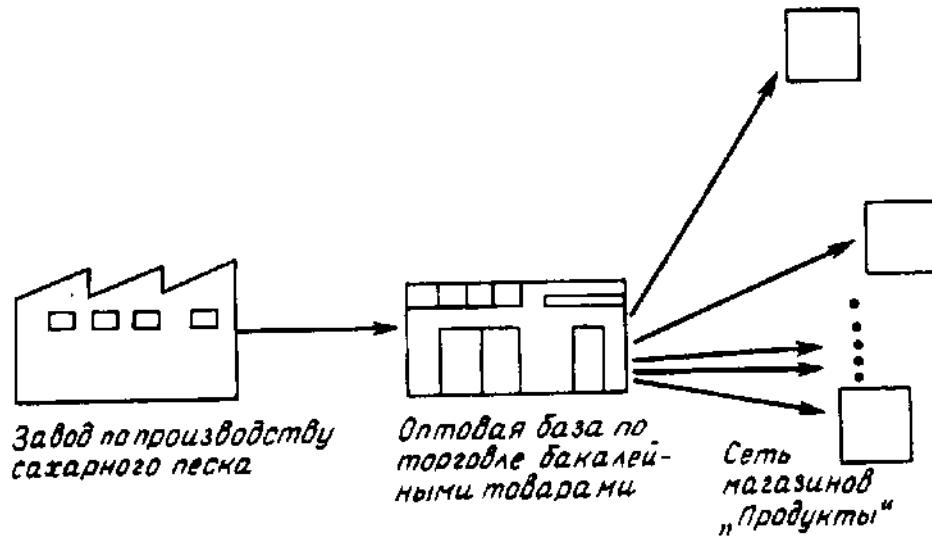 Завод по производству
сахарного песка
Оптовая база по
торговле бакалей-
ными товарами
Сеть
магазинов
„Продукты“